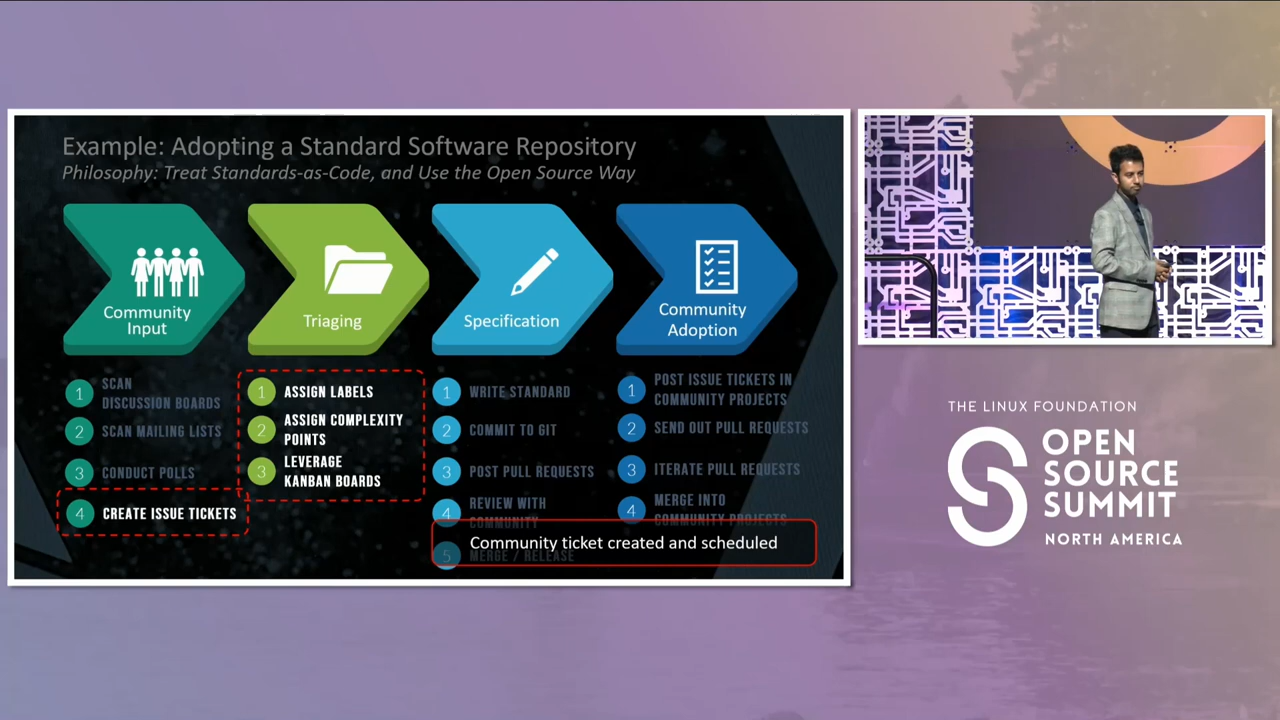 Example: Adopting a Standard Software Repository
Philosophy: Treat Standards-as-Code, and Use the Open Source Way
Community
Input
Triaging
Specification
Community
Adoption
1 SCAN
DISCUSSION BOARDS
2 SCAN MAILING LISTS
3 CONDUCT POLLS
4 CREATE ISSUE TICKETS
1 ASSIGN LABELS
2 ASSIGN COMPLEXITY
POINTS
3 LEVERAGE
KANBAN BOARDS
1 WRITE STANDARD
2 COMMIT TO GIT
3 POST PULL REQUESTS
4 REVIEW WITH
COMMUNITY
5 MERGE / RELEASE
1 POST ISSUE TICKETS IN
COMMUNITY PROJECTS
2 SEND OUT PULL REQUESTS
3 ITERATE PULL REQUESTS
4 MERGE INTO
COMMUNITY PROJECTS
Community ticket created and scheduled
THE LINUX FOUNDATION
OPEN
SOURCE
SUMMIT
NORTH AMERICA